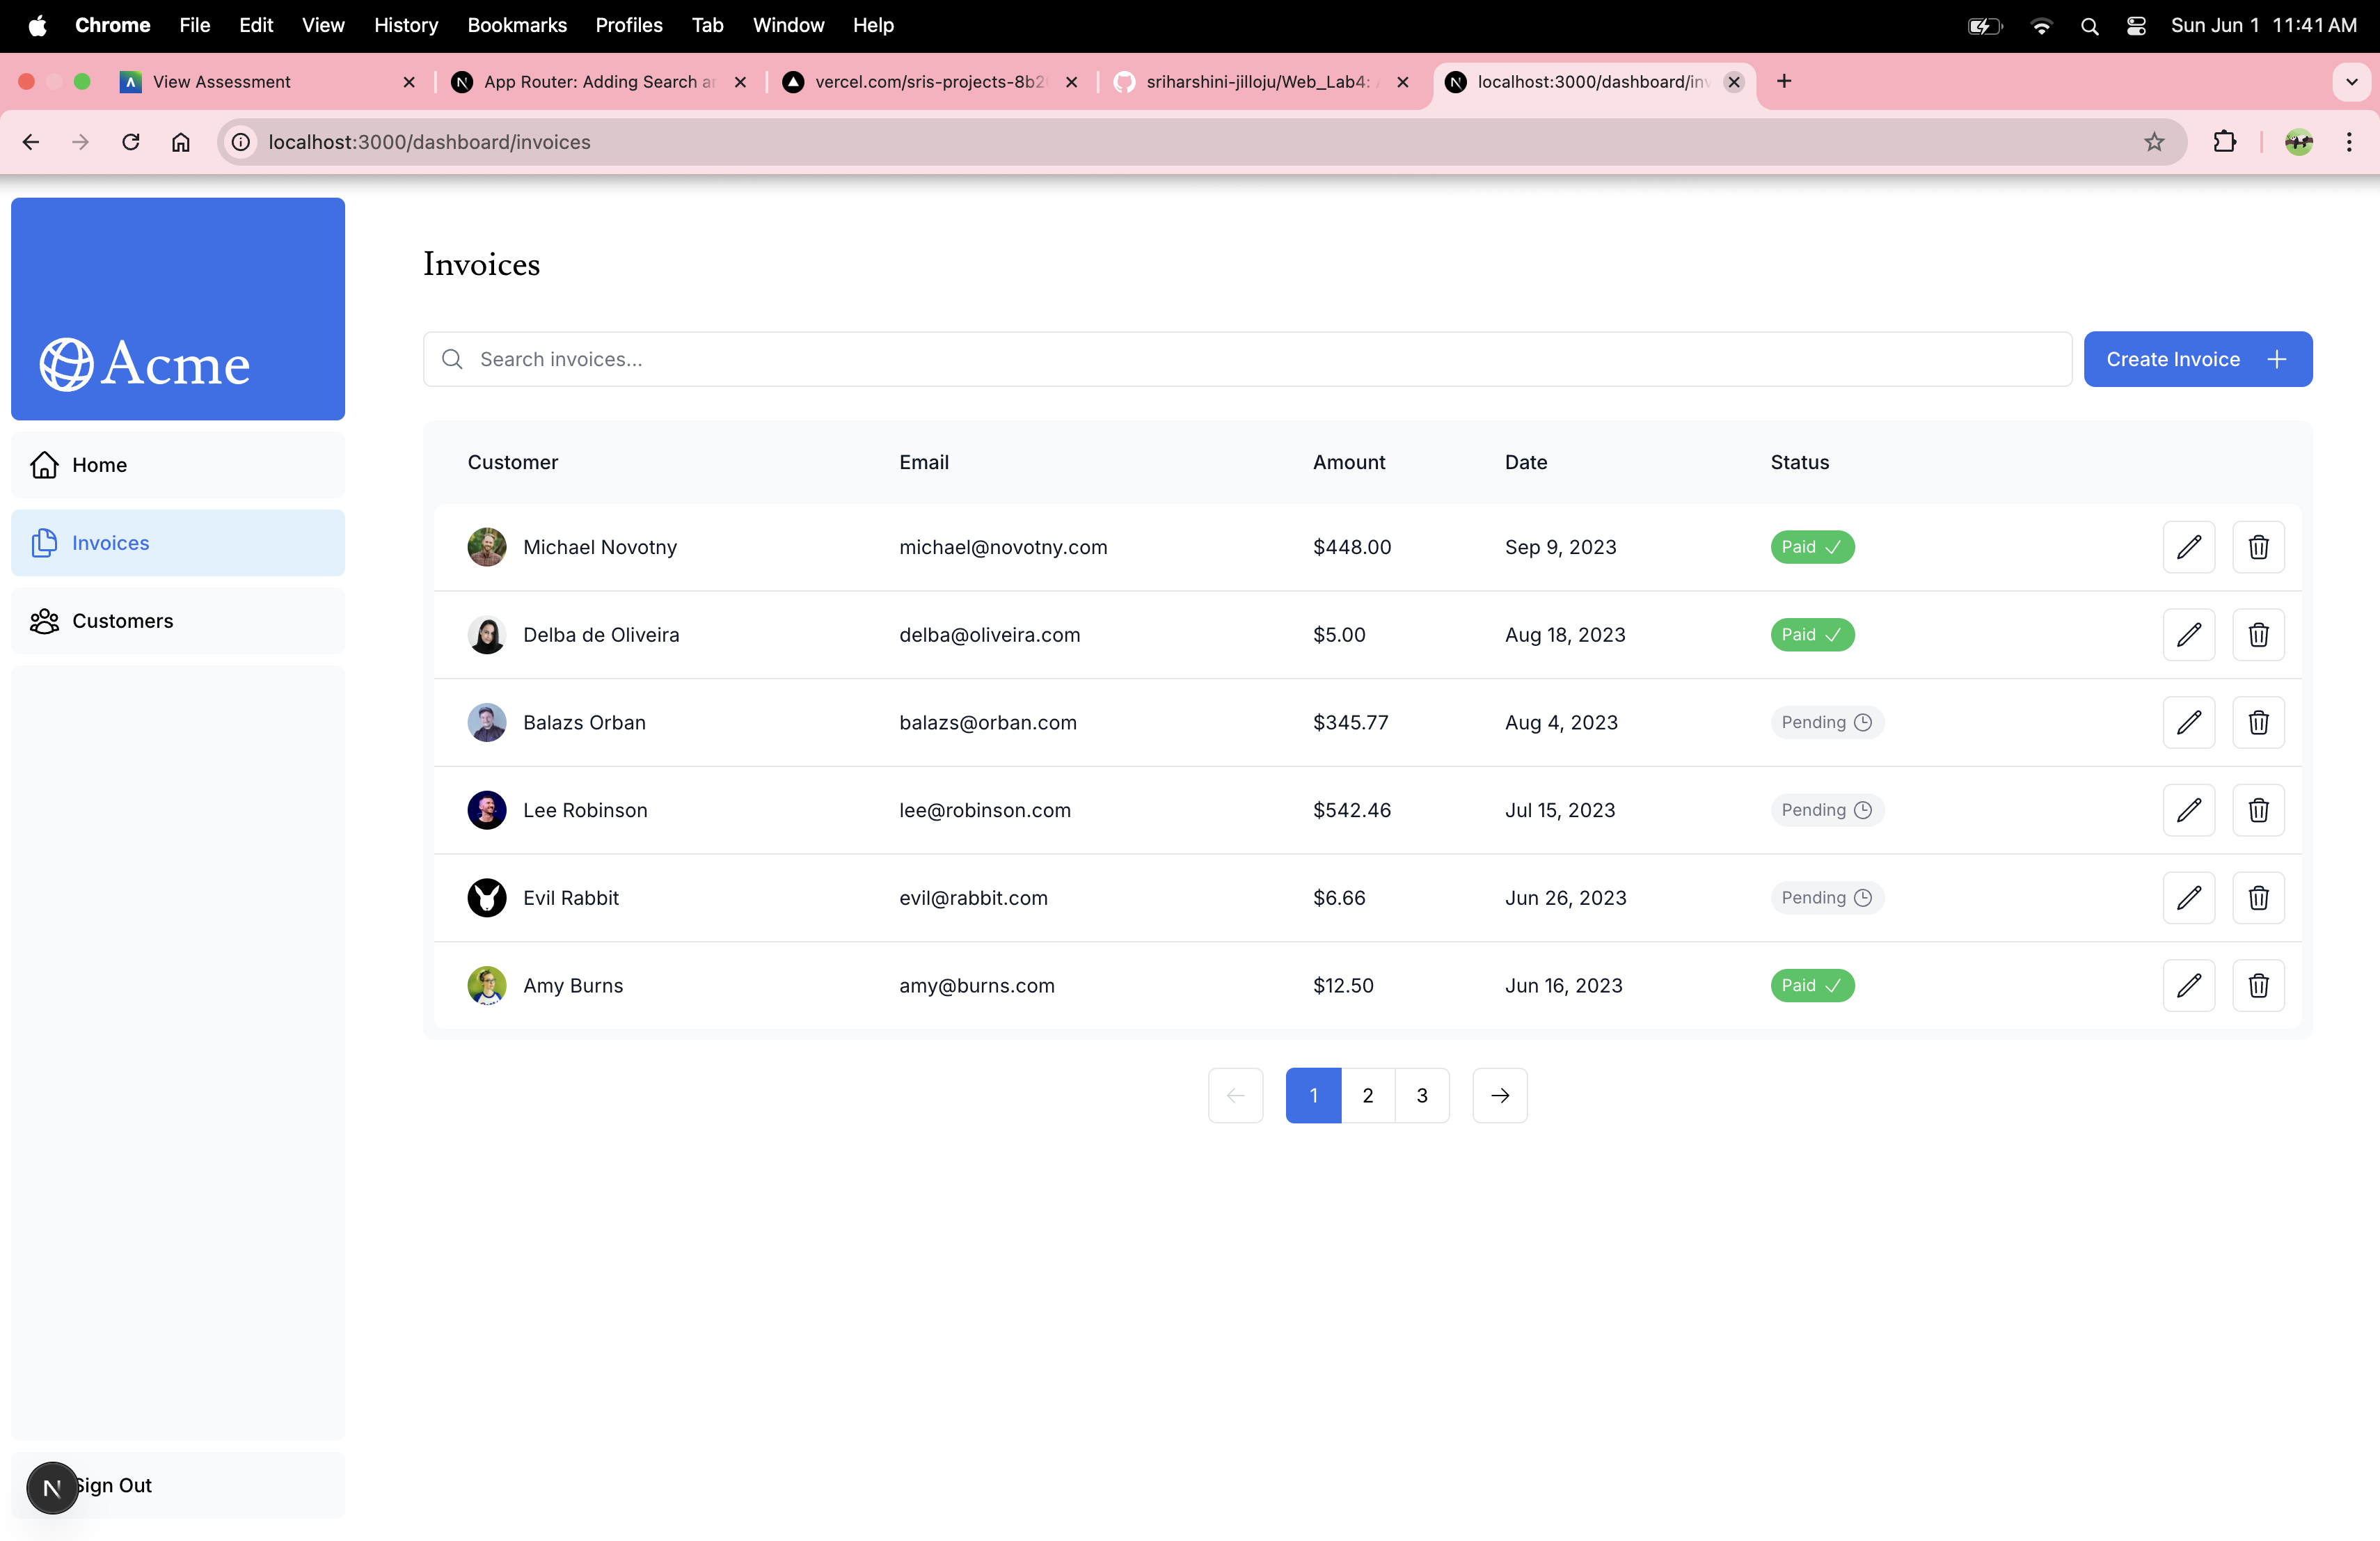 Chrome File Edit View History Bookmarks Profiles Tab Window Help Sun Jun 1 11:41 AM
View Assessment App Router: Adding Search ar vercel.com/sris-projects-8b2 sriharshini-jilloju/Web_Lab4: localhost:3000/dashboard/inv
localhost:3000/dashboard/invoices
Acme
Home
Invoices
Customers
N Sign Out
Invoices
Search invoices... Create Invoice
Customer Email Amount Date Status
Michael Novotny michael@novotny.com $448.00 Sep 9, 2023 Paid
Delba de Oliveira delba@oliveira.com $5.00 Aug 18, 2023 Paid
Balazs Orban balazs@orban.com $345.77 Aug 4, 2023 Pending
Lee Robinson lee@robinson.com $542.46 Jul 15, 2023 Pending
Evil Rabbit evil@rabbit.com $6.66 Jun 26, 2023 Pending
Amy Burns amy@burns.com $12.50 Jun 16, 2023 Paid
1 2 3